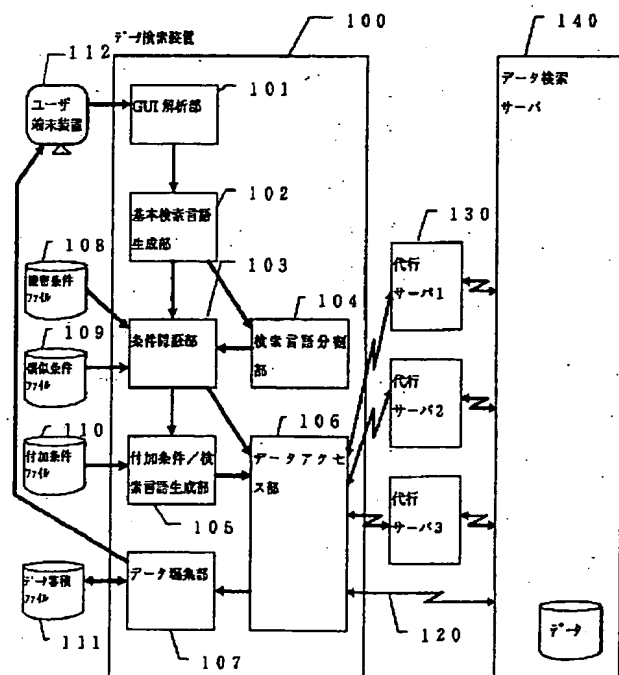 データ検索装置
100
140
112
ユーザ
端末装置
101
GUI解析部
データ検索
サーバ
102
基本検索言語
生成部
108
103
104
130
代行
サーバ1
機密条件
ファイル
109
条件隠蔽部
検索言語分割
部
模似条件
ファイル
代行
サーバ2
110
106
付加条件
ファイル
付加条件/検
索言語生成部
データアクセ
ス部
105
代行
サーバ3
データ蓄積
ファイル
データ編集部
111
107
120
データ